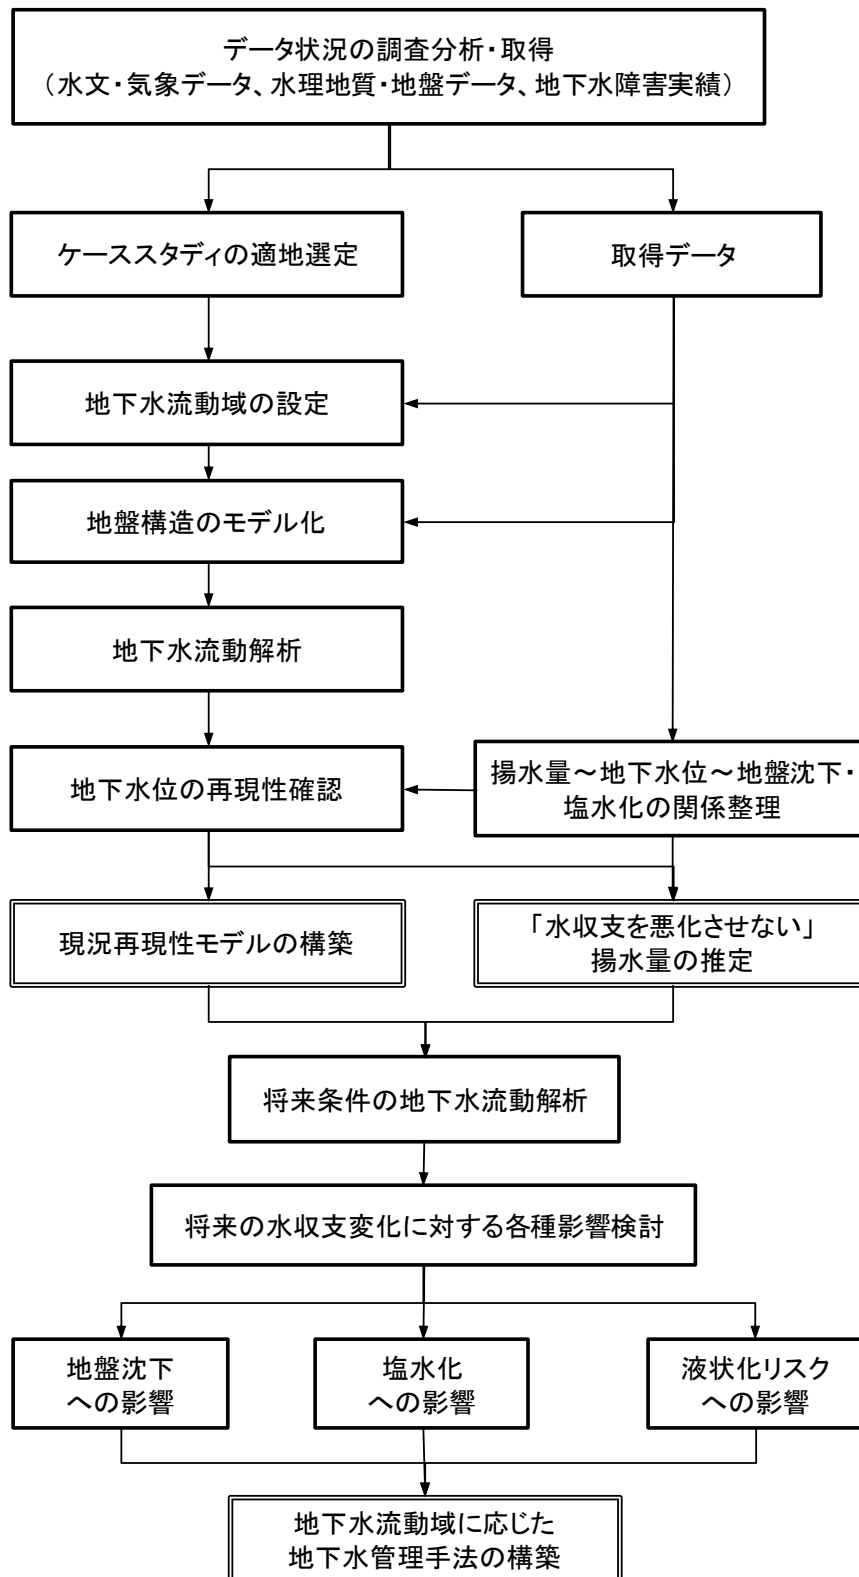 データ状況の調査分析・取得
（水文・気象データ、水理地質・地盤データ、地下水障害実績）
ケーススタディの適地選定
取得データ
地下水流動域の設定
地盤構造のモデル化
地下水流動解析
地下水位の再現性確認
揚水量～地下水位～地盤沈下・
塩水化の関係整理
現況再現性モデルの構築
「水収支を悪化させない」
揚水量の推定
将来条件の地下水流動解析
将来の水収支変化に対する各種影響検討
地盤沈下
への影響
塩水化
への影響
液状化リスク
への影響
地下水流動域に応じた
地下水管理手法の構築